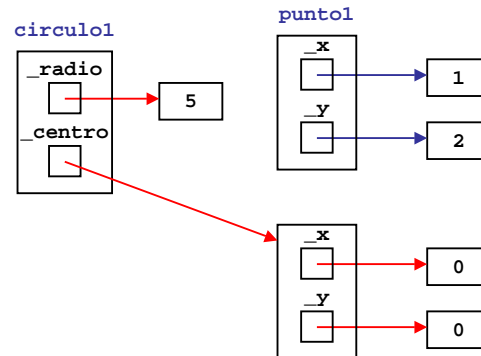 circulo1
_radio
5
_centro
punto1
_x
1
_y
2
_x
0
_y
0